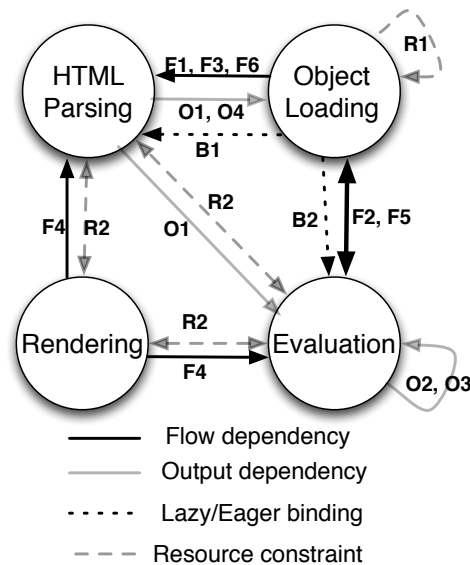 HTML
Parsing
F1, F3, F6
O1, O4
B1
Object
Loading
R1
F4
R2
O1
R2
B2
F2, F5
Rendering
R2
F4
Evaluation
O2, O3
Flow dependency
Output dependency
Lazy/Eager binding
Resource constraint